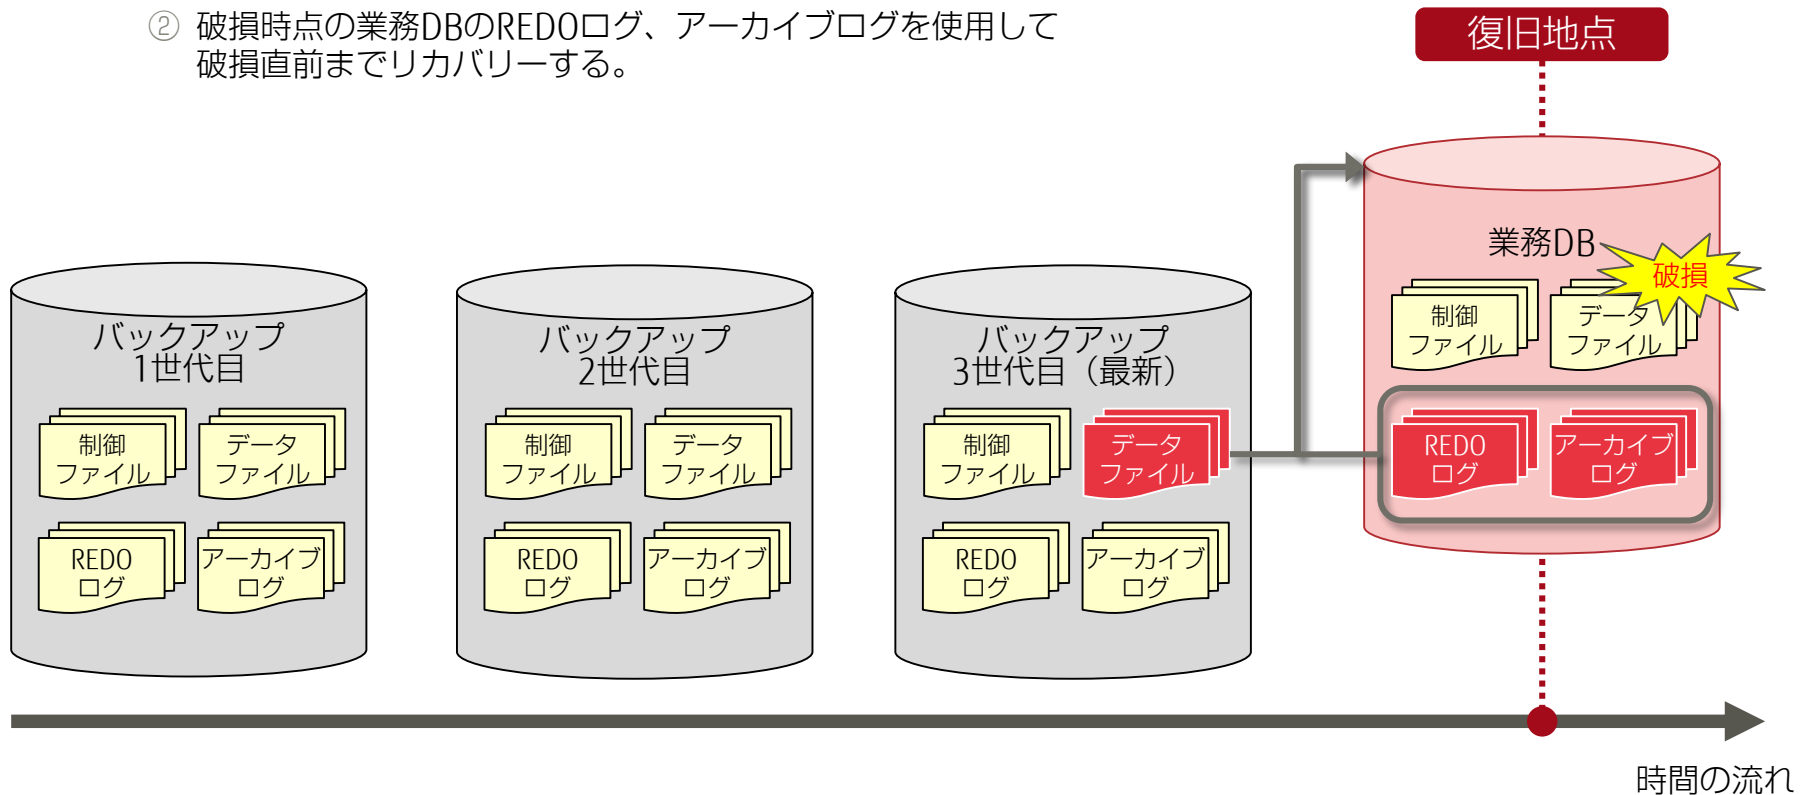 ② 破損時点の業務DBのREDOログ、アーカイブログを使用して
破損直前までリカバリーする。
復旧地点
バックアップ
1世代目
制御
ファイル
データ
ファイル
REDO
ログ
アーカイブ
ログ
バックアップ
2世代目
制御
ファイル
データ
ファイル
REDO
ログ
アーカイブ
ログ
バックアップ
3世代目（最新）
制御
ファイル
データ
ファイル
REDO
ログ
アーカイブ
ログ
業務DB
破損
制御
ファイル
データ
ファイル
REDO
ログ
アーカイブ
ログ
時間の流れ